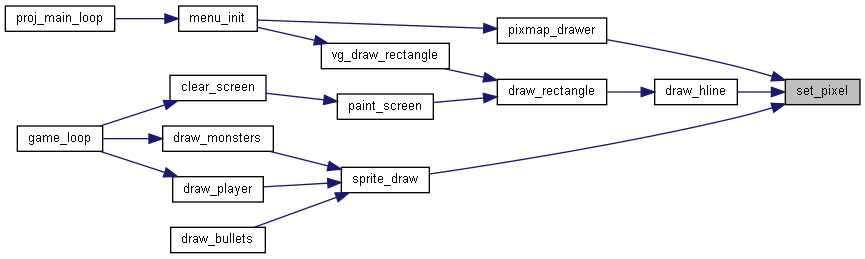 proj_main_loop
menu_init
pixmap_drawer
vg_draw_rectangle
clear_screen
draw_rectangle
draw_hline
set_pixel
paint_screen
game_loop
draw_monsters
sprite_draw
draw_player
draw_bullets